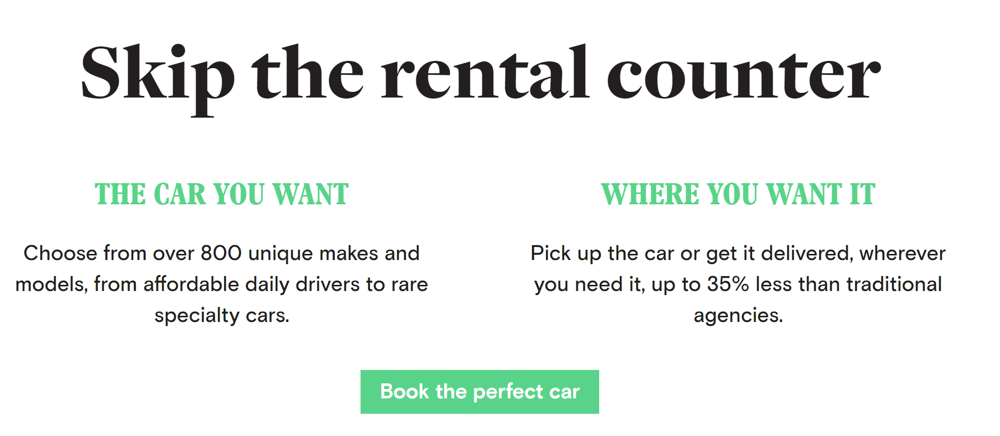 Skip the rental counter
THE CAR YOU WANT
Choose from over 800 unique makes and
models, from affordable daily drivers to rare
specialty cars.
WHERE YOU WANT IT
Pick up the car or get it delivered, wherever
you need it, up to 35% less than traditional
agencies.
Book the perfect car